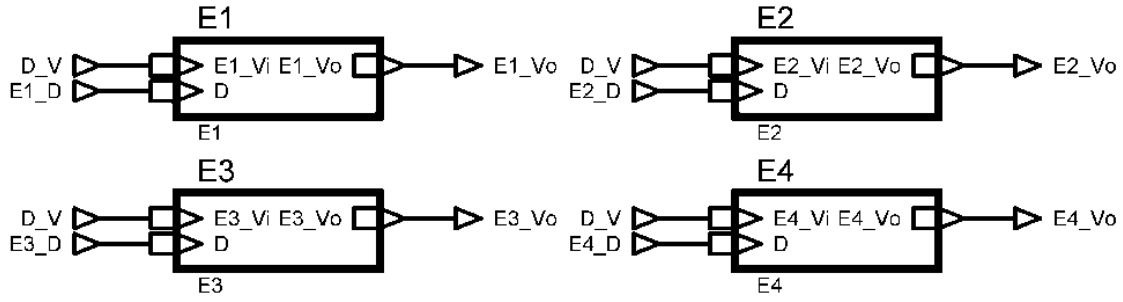 E1
D_V E1_Vi E1_Vo E1_Vo
E1_D D
E1
E2
D_V E2_Vi E2_Vo E2_Vo
E2_D D
E2
E3
D_V E3_Vi E3_Vo E3_Vo
E3_D D
E3
E4
D_V E4_Vi E4_Vo E4_Vo
E4_D D
E4